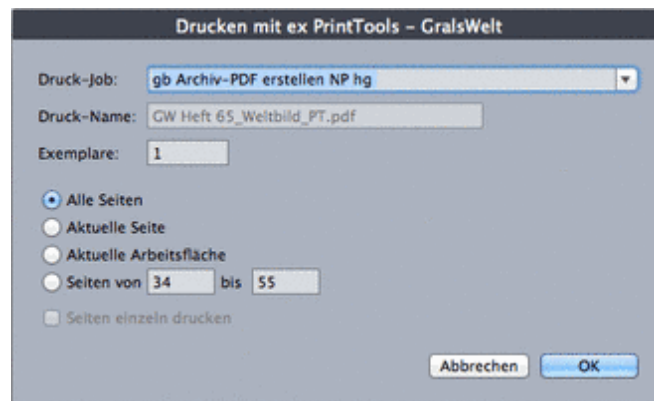 Drucken mit ex PrintTools – GralsWelt
Druck-Job: gb Archiv-PDF erstellen NP hg
Druck-Name: GW Heft 65_Weltbild_PT.pdf
Exemplare: 1
Alle Seiten
Aktuelle Seite
Aktuelle Arbeitsfläche
Seiten von 34 bis 55
Seiten einzeln drucken
Abbrechen OK